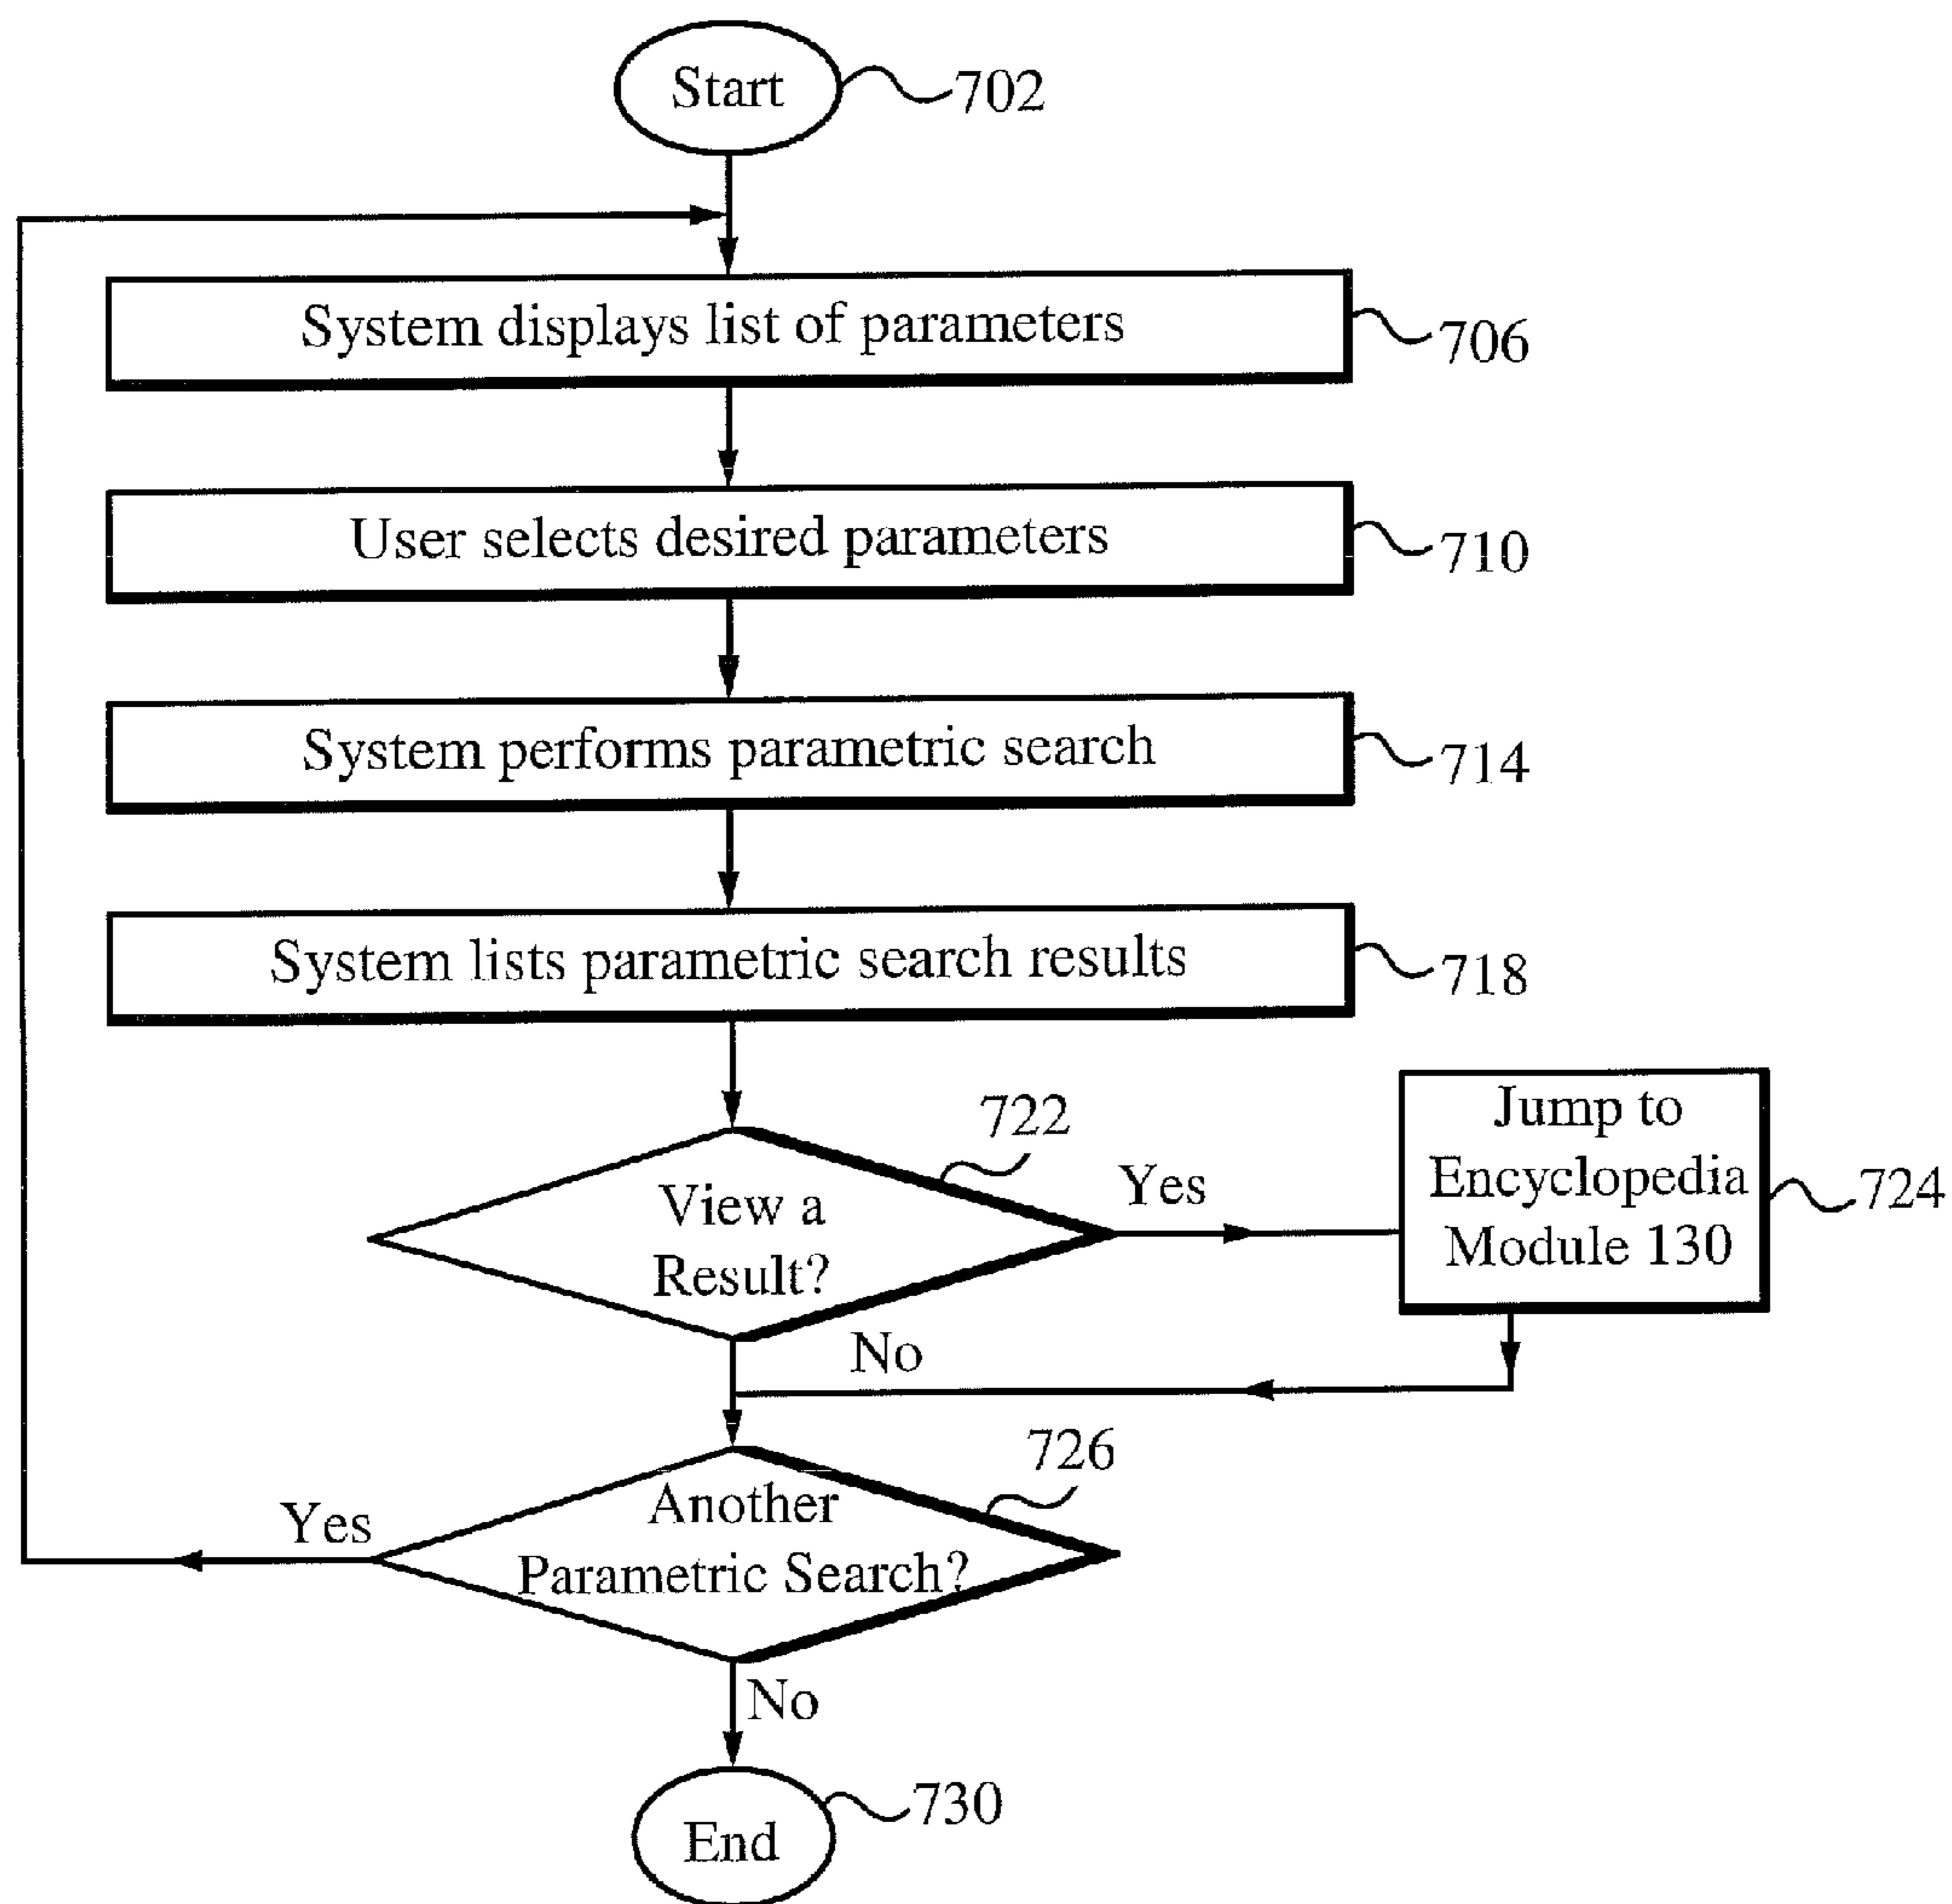 Start
702
System displays list of parameters
706
User selects desired parameters
710
System performs parametric search
714
System lists parametric search results
718
722
View a
Result?
Yes
Jump to
Encyclopedia
Module 130
724
No
726
Another
Parametric Search?
Yes
No
730
End